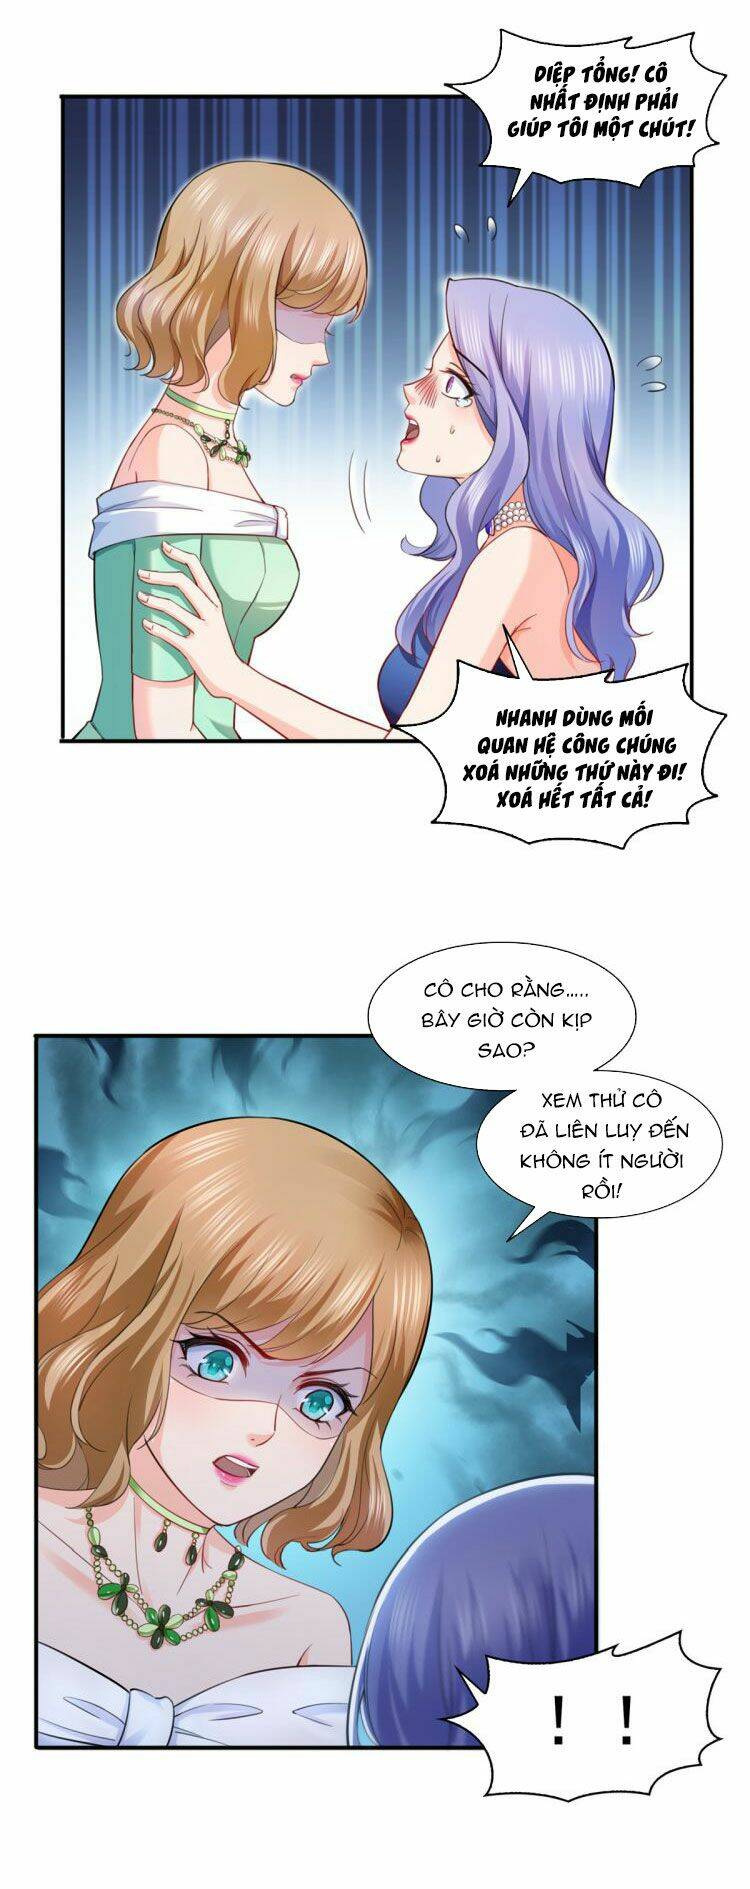 DIỆP TỔNG! CÔ
NHẤT ĐỊNH PHẢI
GIÚP TÔI MỘT CHÚT!
NHANH DÙNG MỐI
QUAN HỆ CÔNG CHÚNG
XOÁ NHỮNG THỨ NÀY ĐI!
XOÁ HẾT TẤT CẢ!
CÔ CHO RẰNG.....
BÂY GIỜ CÒN KỊP
SAO?
XEM THỬ CÔ
ĐÃ LIÊN LUỴ ĐẾN
KHÔNG ÍT NGƯỜI
RỒI!
! !